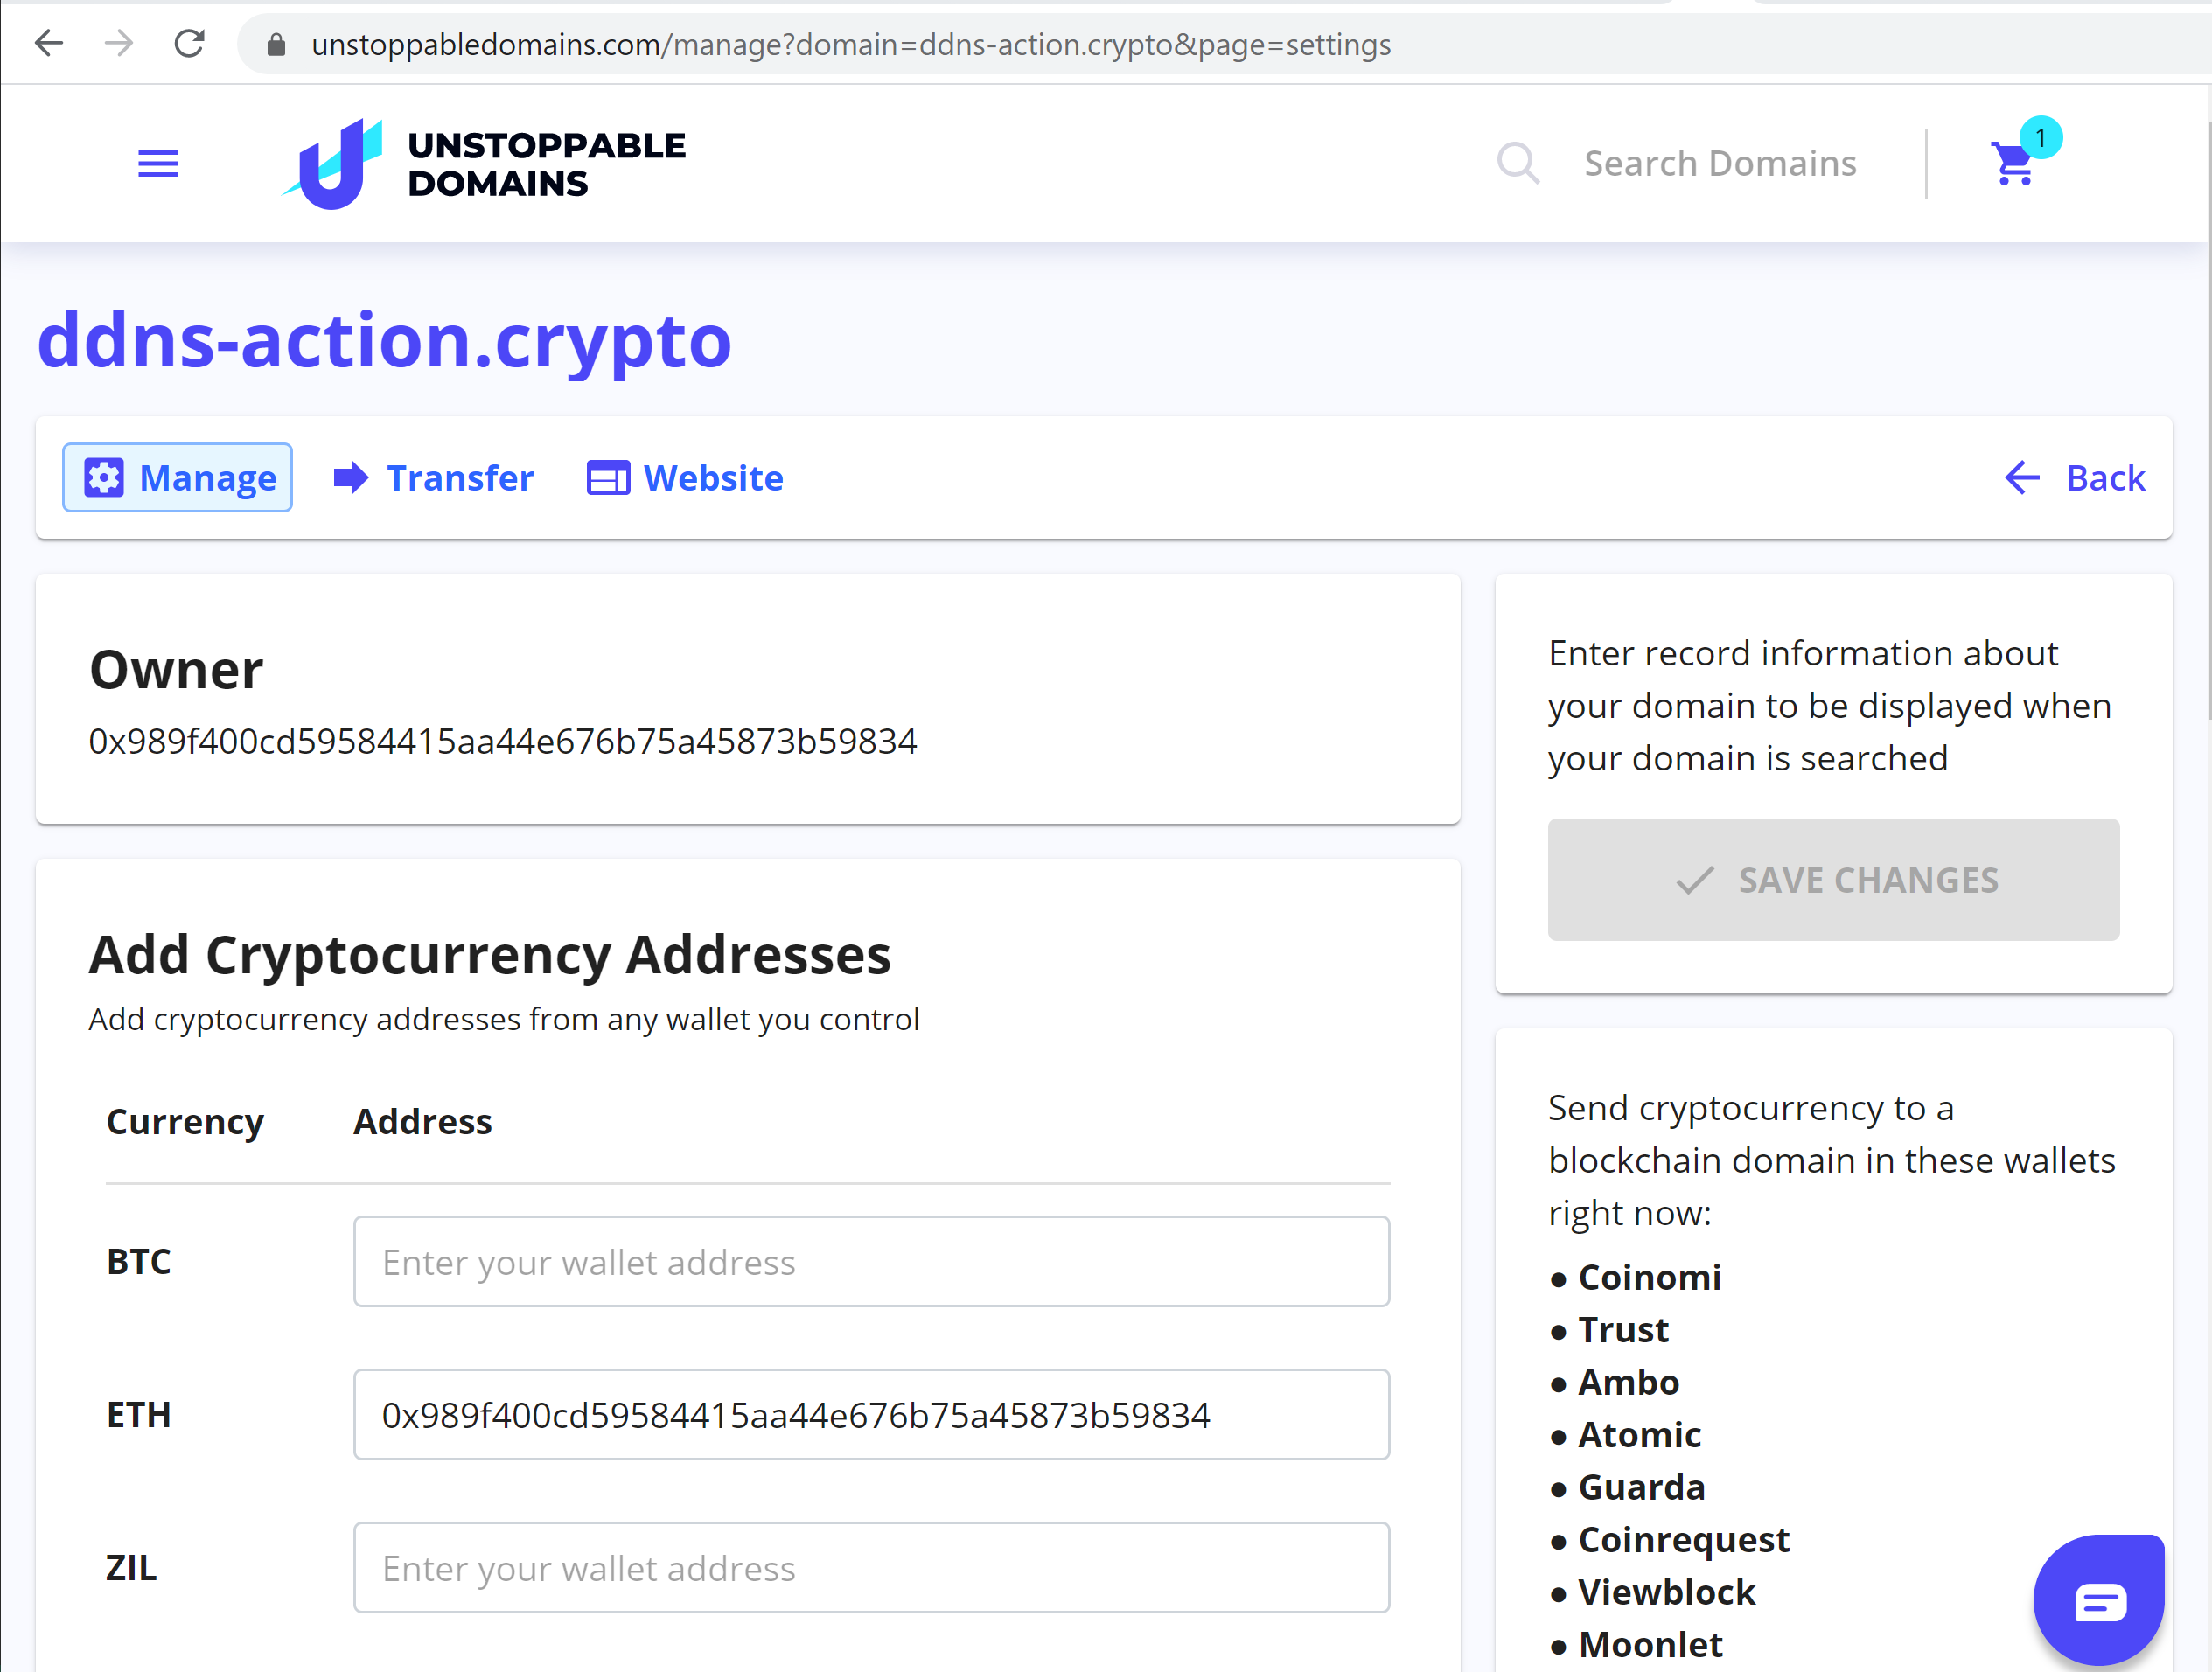 unstoppabledomains.com/manage?domain=ddns-action.crypto&page=settings
UNSTOPPABLE
DOMAINS
Search Domains
1
ddns-action.crypto
Manage
Transfer
Website
Back
Owner
0x989f400cd59584415aa44e676b75a45873b59834
Enter record information about
your domain to be displayed when
your domain is searched
SAVE CHANGES
Add Cryptocurrency Addresses
Add cryptocurrency addresses from any wallet you control
Currency Address
BTC Enter your wallet address
ETH 0x989f400cd59584415aa44e676b75a45873b59834
ZIL Enter your wallet address
Send cryptocurrency to a
blockchain domain in these wallets
right now:
● Coinomi
● Trust
● Ambo
● Atomic
● Guarda
● Coinrequest
● Viewblock
● Moonlet